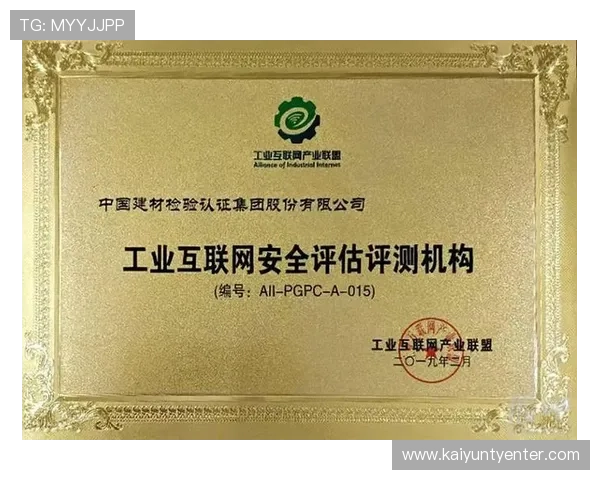 TG: MYYJJPP
工业互联网产业联盟
Alliance of Industrial Internet
中国建材检验认证集团股份有限公司
工业互联网安全评估评测机构
(编号: AII-PGPC-A-015)
工业互联网产业联盟
二〇一九年二月
www.kaiyuntyenter.com